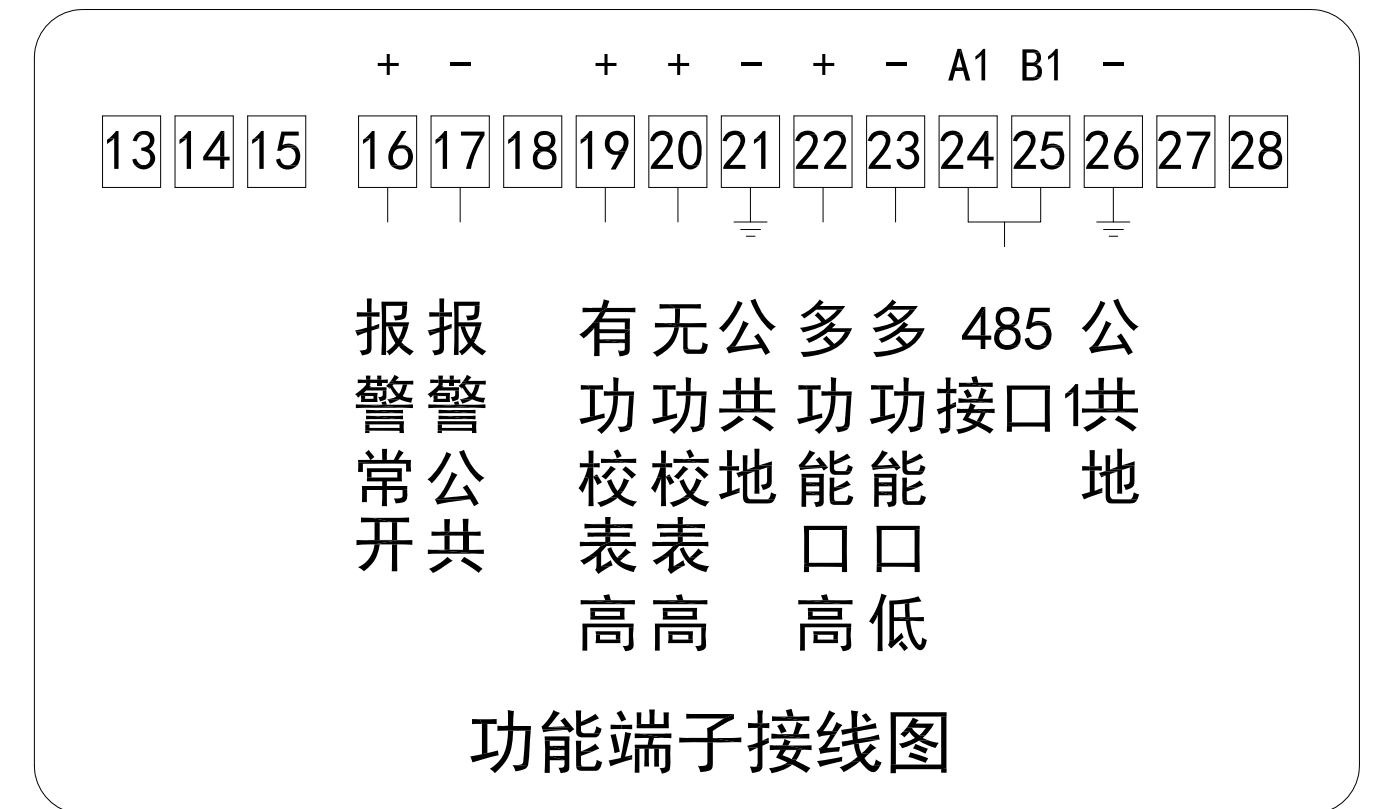 + − + + − + − A1 B1 −
13 14 15 16 17 18 19 20 21 22 23 24 25 26 27 28
报警常开
报警公共
有功校表高
无功校表高
公共地
多功能口高
多功能口低
485
接口1
公共地
功能端子接线图